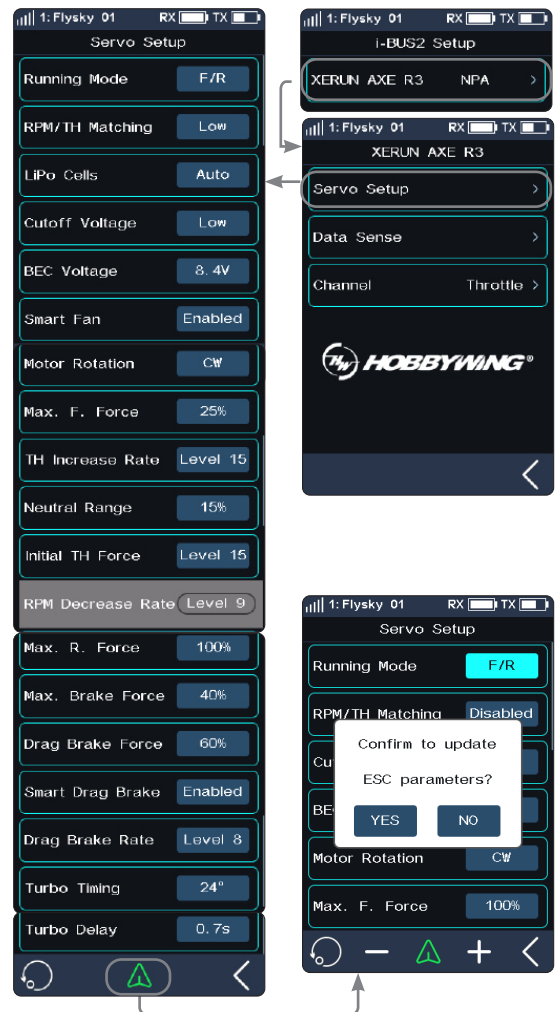 1: Flysky 01 RX TX
Servo Setup
Running Mode F/R
RPM/TH Matching Low
LiPo Cells Auto
Cutoff Voltage Low
BEC Voltage 8.4V
Smart Fan Enabled
Motor Rotation CW
Max. F. Force 25%
TH Increase Rate Level 15
Neutral Range 15%
Initial TH Force Level 15
RPM Decrease Rate Level 9
Max. R. Force 100%
Max. Brake Force 40%
Drag Brake Force 60%
Smart Drag Brake Enabled
Drag Brake Rate Level 8
Turbo Timing 24°
Turbo Delay 0.7s
1: Flysky 01 RX TX
i-BUS2 Setup
XERUN AXE R3 NPA >
1: Flysky 01 RX TX
XERUN AXE R3
Servo Setup >
Data Sense >
Channel Throttle >
HW HOBBYWING®
1: Flysky 01 RX TX
Servo Setup
Running Mode F/R
RPM/TH Matching Disabled
Cu
BE
Confirm to update
ESC parameters?
YES NO
Motor Rotation CW
Max. F. Force 100%